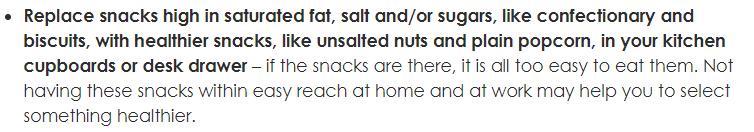 • Replace snacks high in saturated fat, salt and/or sugars, like confectionary and
biscuits, with healthier snacks, like unsalted nuts and plain popcorn, in your kitchen
cupboards or desk drawer – if the snacks are there, it is all too easy to eat them. Not
having these snacks within easy reach at home and at work may help you to select
something healthier.